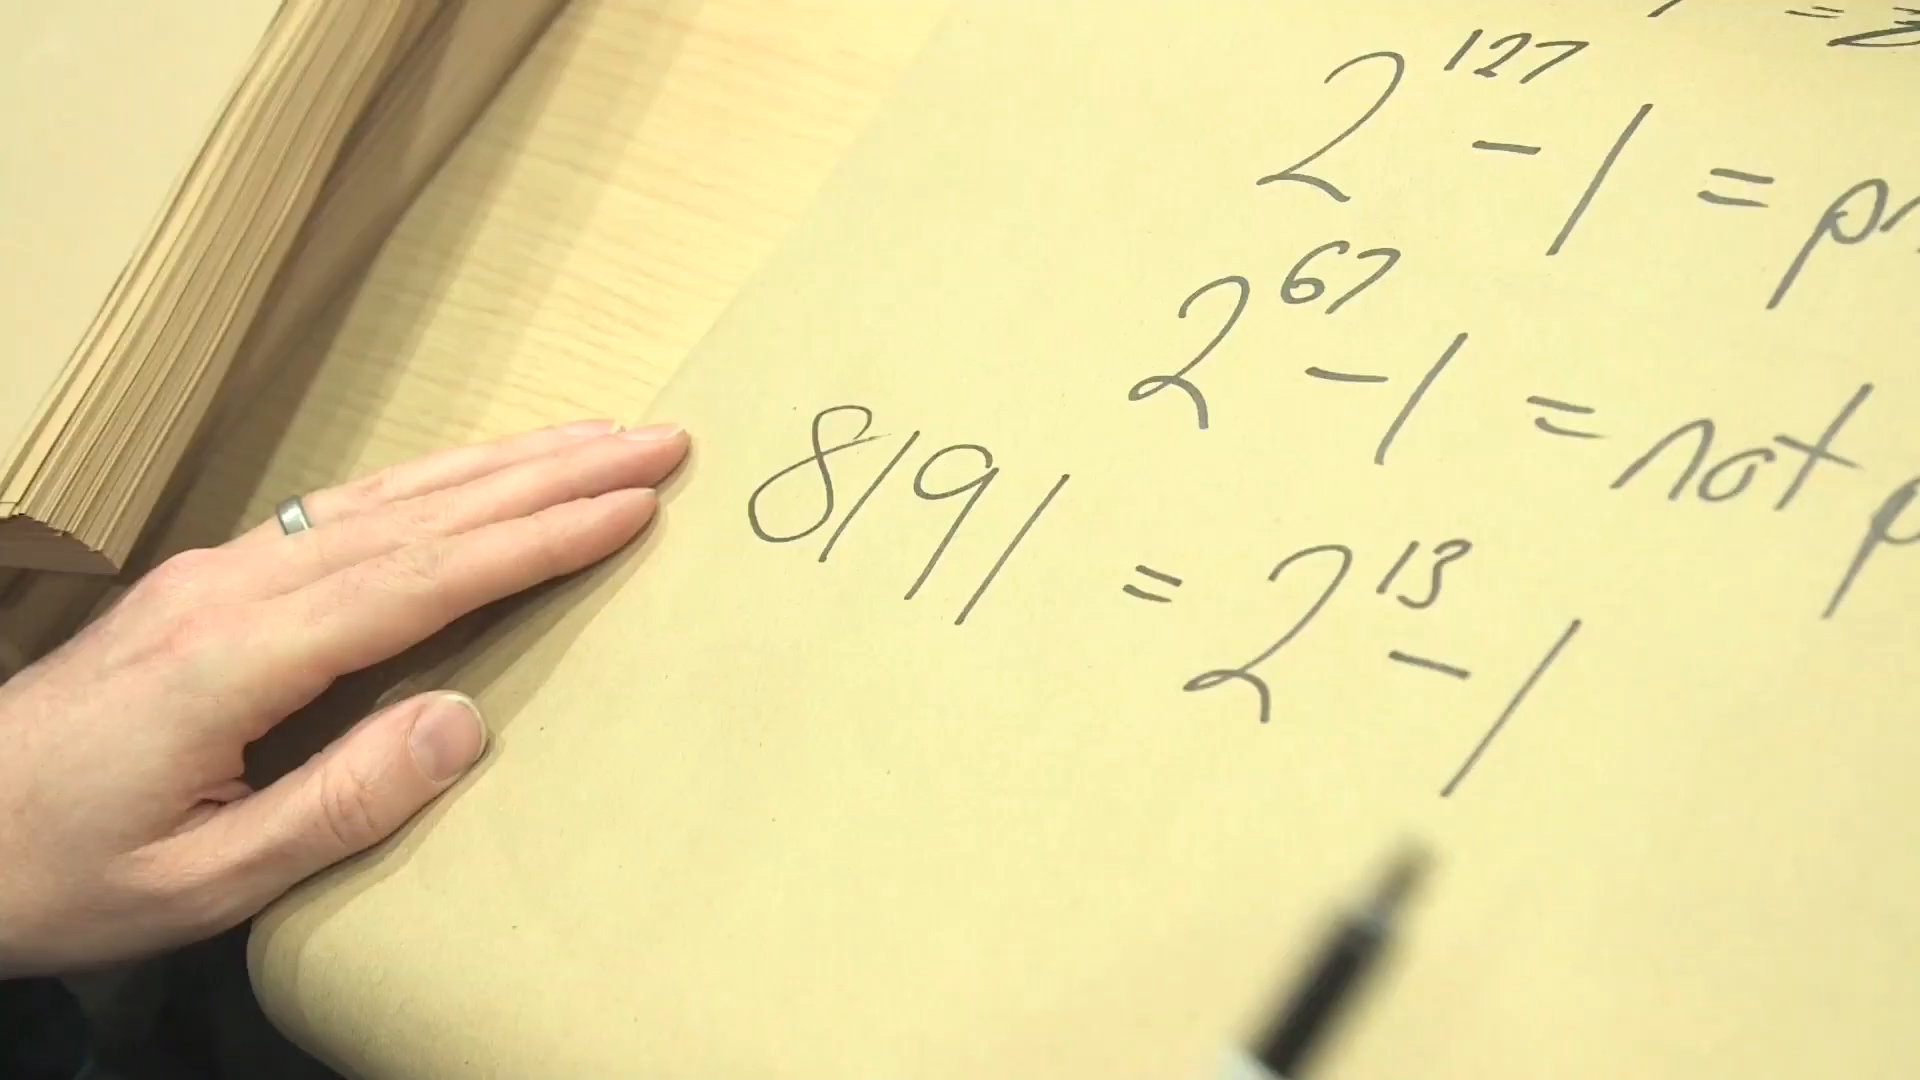 =
2^127 - 1 = pr
2^67 - 1 = not p
8191 = 2^13 - 1